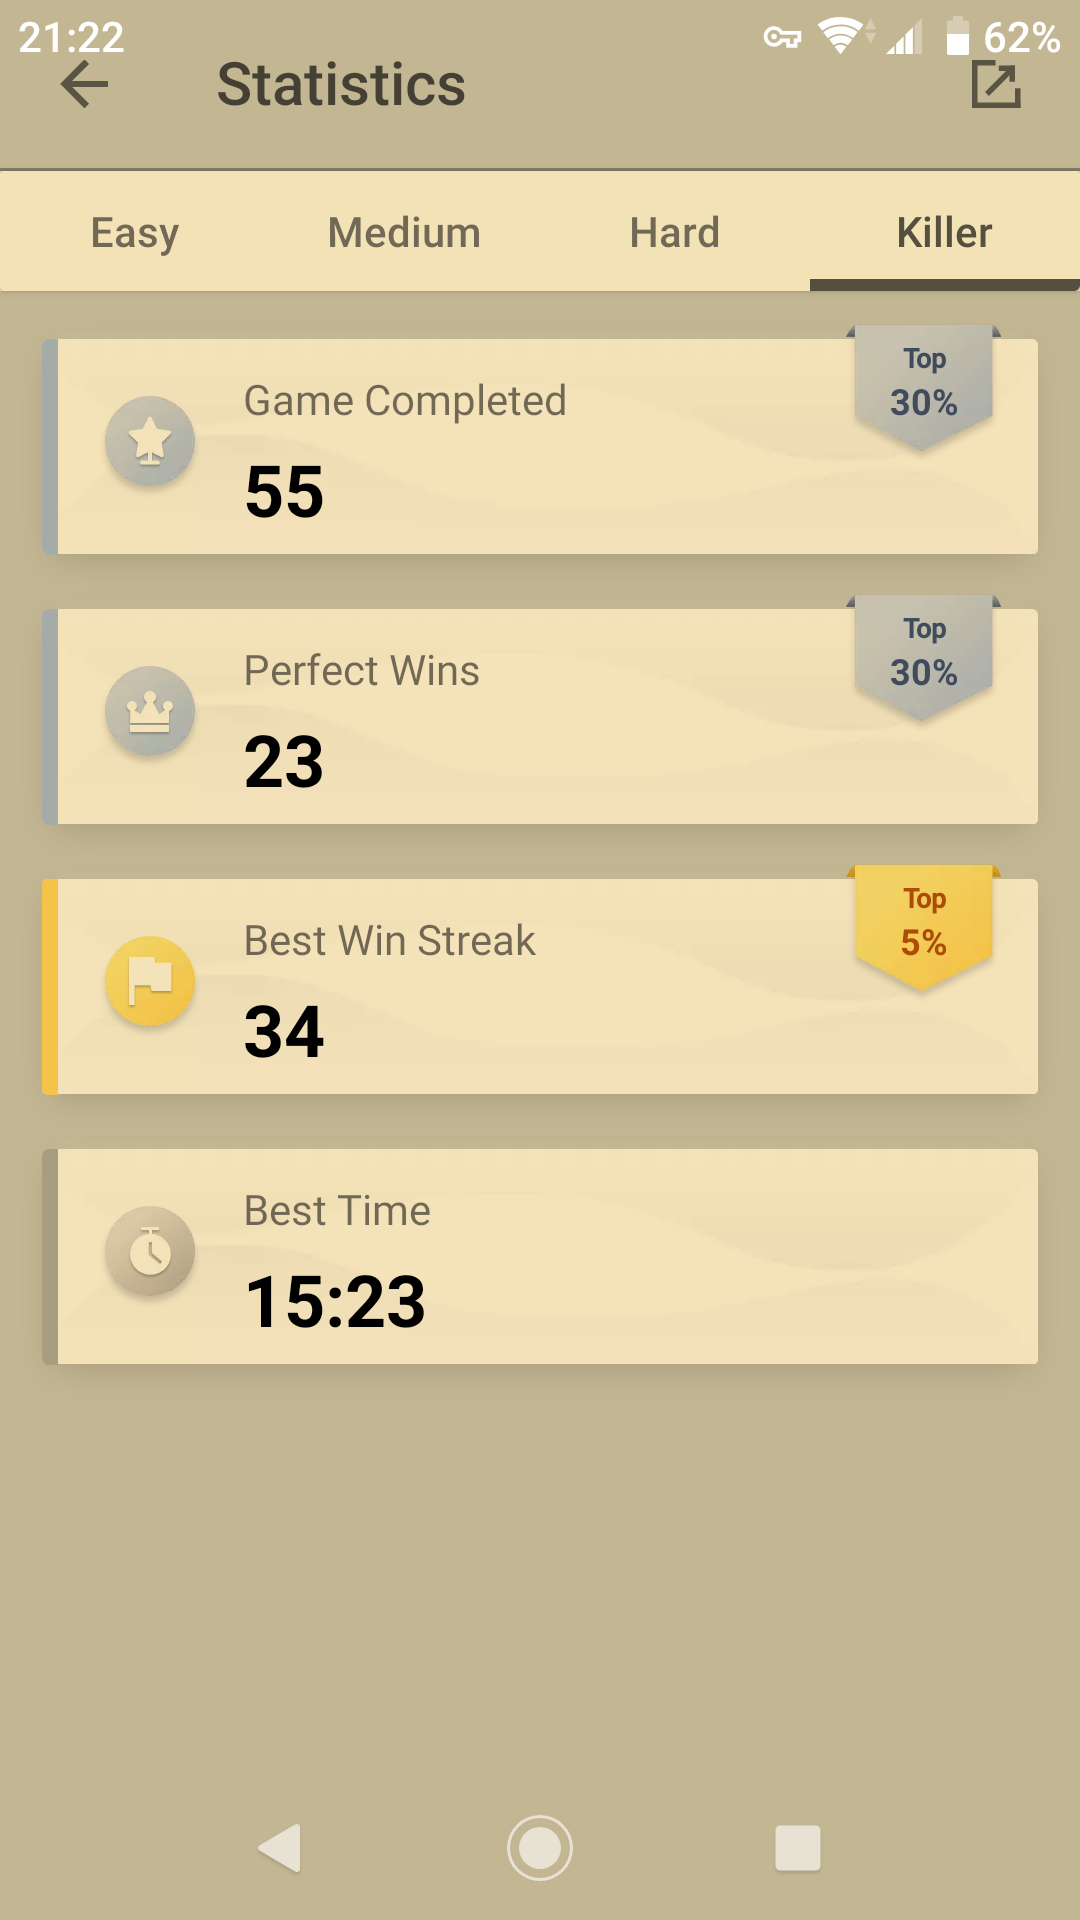 21:22 62%
Statistics
Easy Medium Hard Killer
Game Completed
55
Top
30%
Perfect Wins
23
Top
30%
Best Win Streak
34
Top
5%
Best Time
15:23